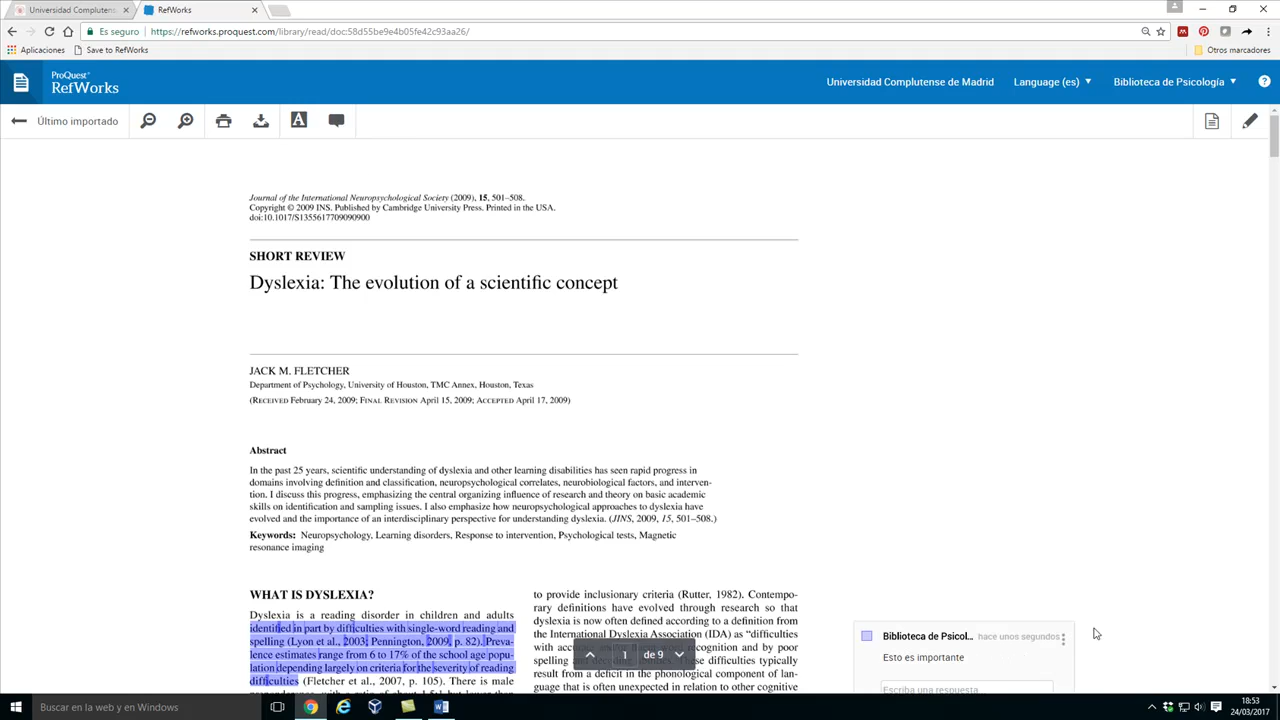 Universidad Complutens
RefWorks
Es seguro
https://refworks.proquest.com/library/read/doc:58d55be9e4b05fe42c93aa26/
Aplicaciones
Save to RefWorks
Otros marcadores
ProQuest
RefWorks
Universidad Complutense de Madrid
Language (es)
Biblioteca de Psicología
Último importado
Journal of the International Neuropsychological Society (2009), 15, 501–508.
Copyright © 2009 INS. Published by Cambridge University Press. Printed in the USA.
doi:10.1017/S1355617709090900
SHORT REVIEW
Dyslexia: The evolution of a scientific concept
JACK M. FLETCHER
Department of Psychology, University of Houston, TMC Annex, Houston, Texas
(Received February 24, 2009; Final Revision April 15, 2009; Accepted April 17, 2009)
Abstract
In the past 25 years, scientific understanding of dyslexia and other learning disabilities has seen rapid progress in
domains involving definition and classification, neuropsychological correlates, neurobiological factors, and interven-
tion. I discuss this progress, emphasizing the central organizing influence of research and theory on basic academic
skills on identification and sampling issues. I also emphasize how neuropsychological approaches to dyslexia have
evolved and the importance of an interdisciplinary perspective for understanding dyslexia. (JINS, 2009, 15, 501–508.)
Keywords: Neuropsychology, Learning disorders, Response to intervention, Psychological tests, Magnetic
resonance imaging
WHAT IS DYSLEXIA?
Dyslexia is a reading disorder in children and adults
identified in part by difficulties with single-word reading and
spelling (Lyon et al., 2003; Pennington, 2009, p. 82). Preva-
lence estimates range from 6 to 17% of the school age popu-
lation depending largely on criteria for the severity of reading
difficulties (Fletcher et al., 2007, p. 105). There is male
to provide inclusionary criteria (Rutter, 1982). Contempo-
rary definitions have evolved through research so that
dyslexia is now often defined according to a definition from
the International Dyslexia Association (IDA) as “difficulties
with word recognition and by poor
spelling These difficulties typically
result from a deficit in the phonological component of lan-
guage that is often unexpected in relation to other cognitive
1 de 9
Biblioteca de Psicol... hace unos segundos
Esto es importante
Escriba una respuesta
Buscar en la web y en Windows
18:53
24/03/2017